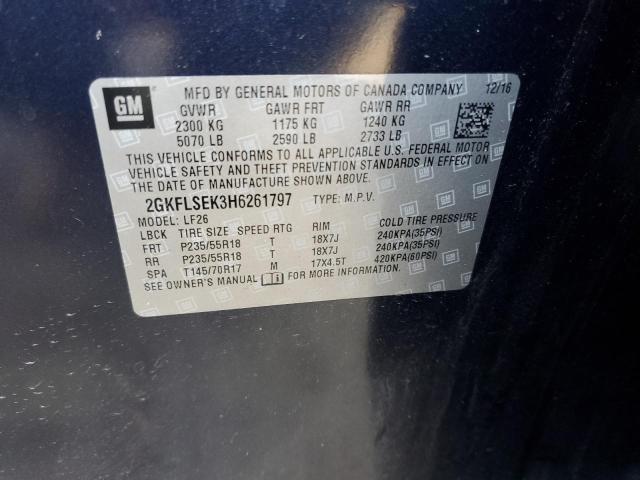 GM
MFD BY GENERAL MOTORS OF CANADA COMPANY 12/16
GVWR GAWR FRT GAWR RR
2300 KG 1175 KG 1240 KG
5070 LB 2590 LB 2733 LB
THIS VEHICLE CONFORMS TO ALL APPLICABLE U.S. FEDERAL MOTOR
VEHICLE SAFETY AND THEFT PREVENTION STANDARDS IN
EFFECT ON THE DATE OF
MANUFACTURE SHOWN ABOVE.
2GKFLSEK3H6261797 TYPE: M.P.V.
MODEL: LF26
LBCK TIRE SIZE SPEED RTG RIM COLD TIRE PRESSURE
FRT P235/55R18 T 18X7J 240KPA(35PSI)
RR P235/55R18 T 18X7J 240KPA(35PSI)
SPA T145/70R17 M 17X4.5T 420KPA(60PSI)
SEE OWNER'S MANUAL FOR MORE INFORMATION.